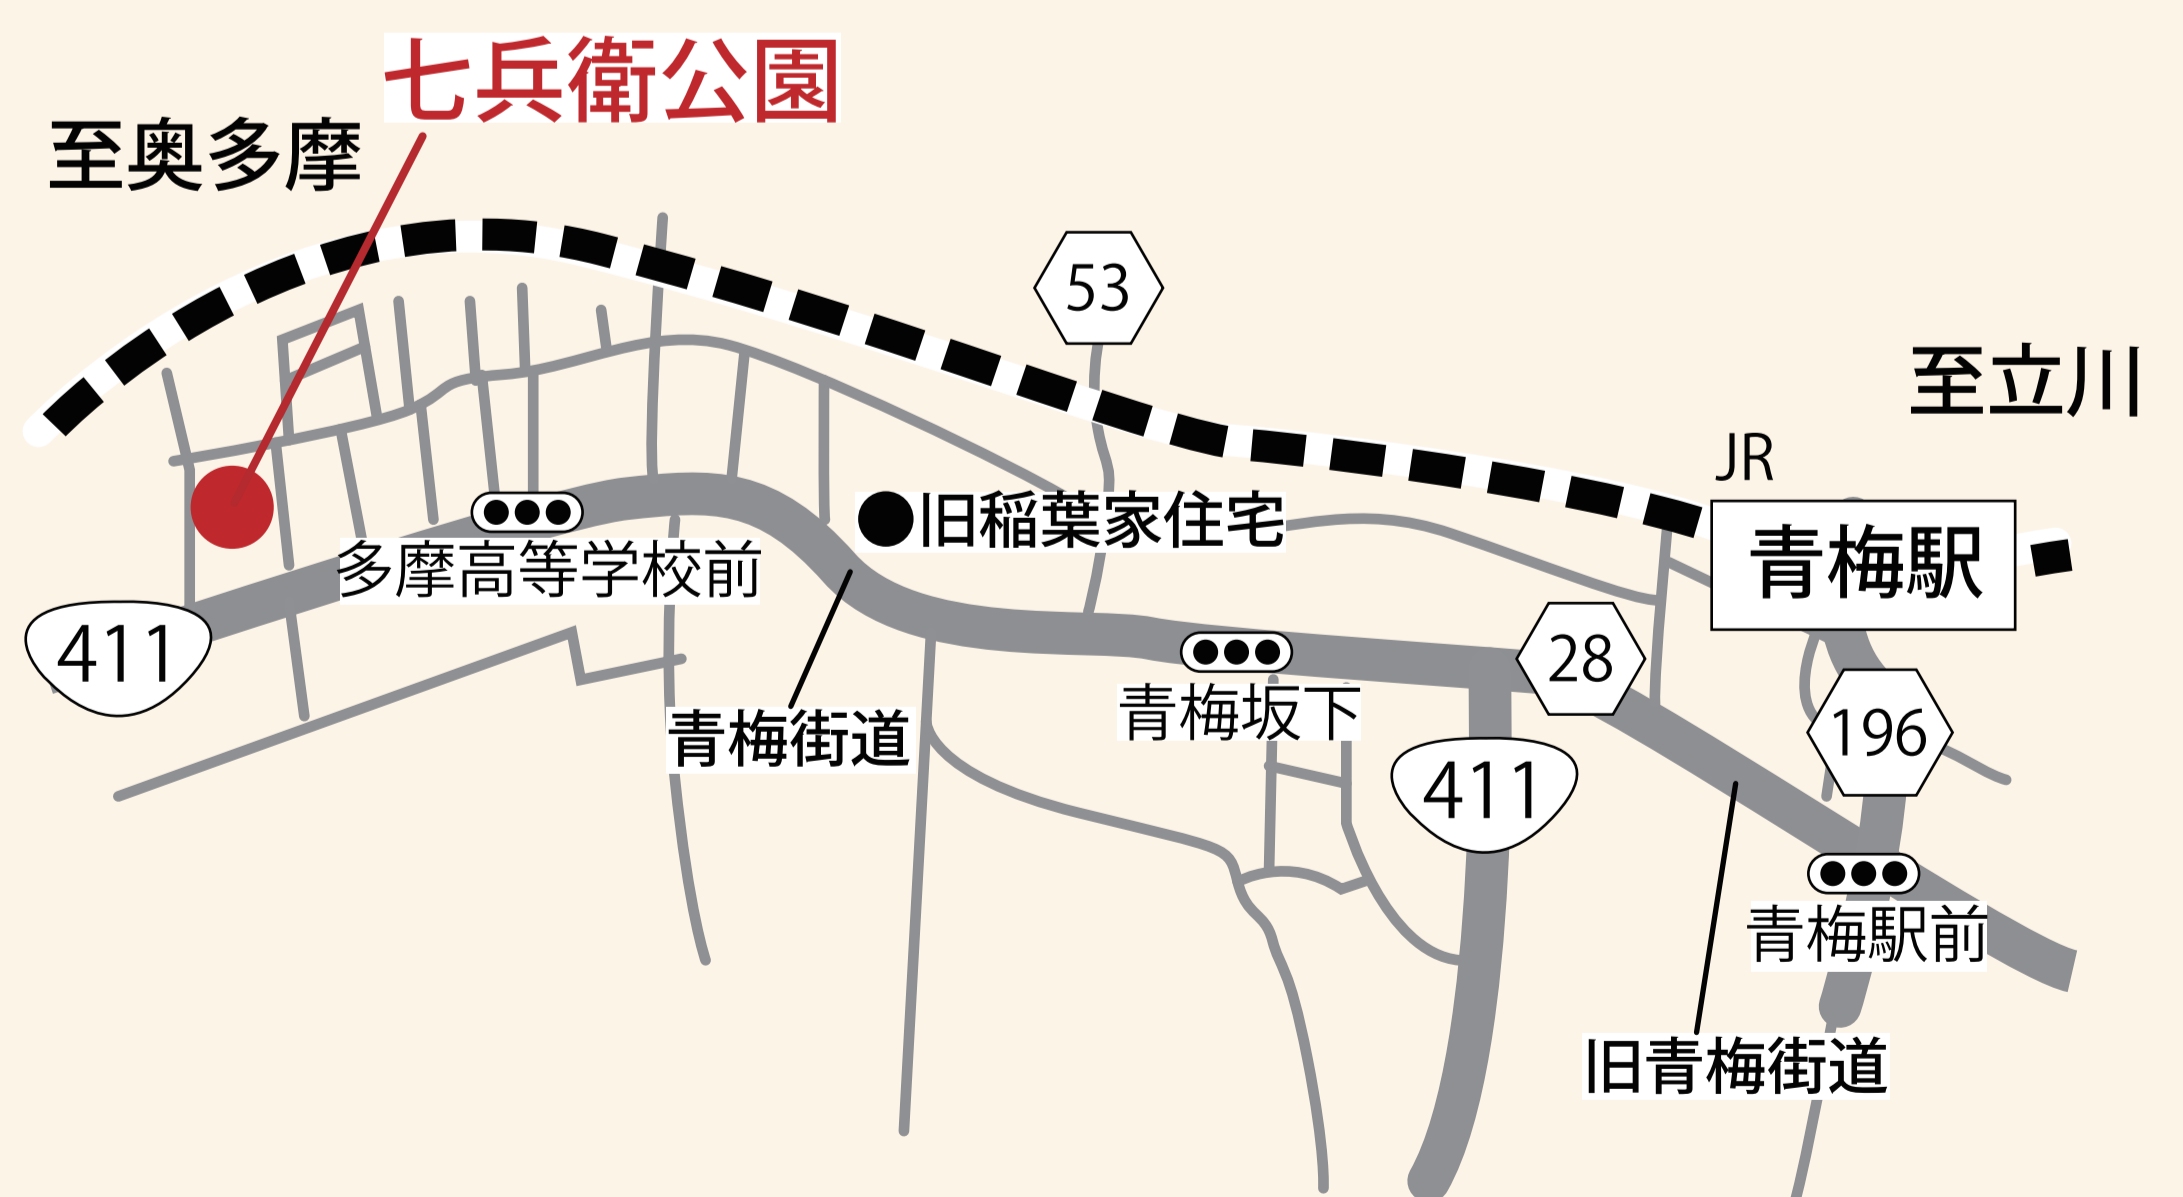 七兵衛公園
至奥多摩
53
至立川
JR
青梅駅
旧稲葉家住宅
多摩高等学校前
411
28
青梅坂下
青梅街道
196
411
青梅駅前
旧青梅街道